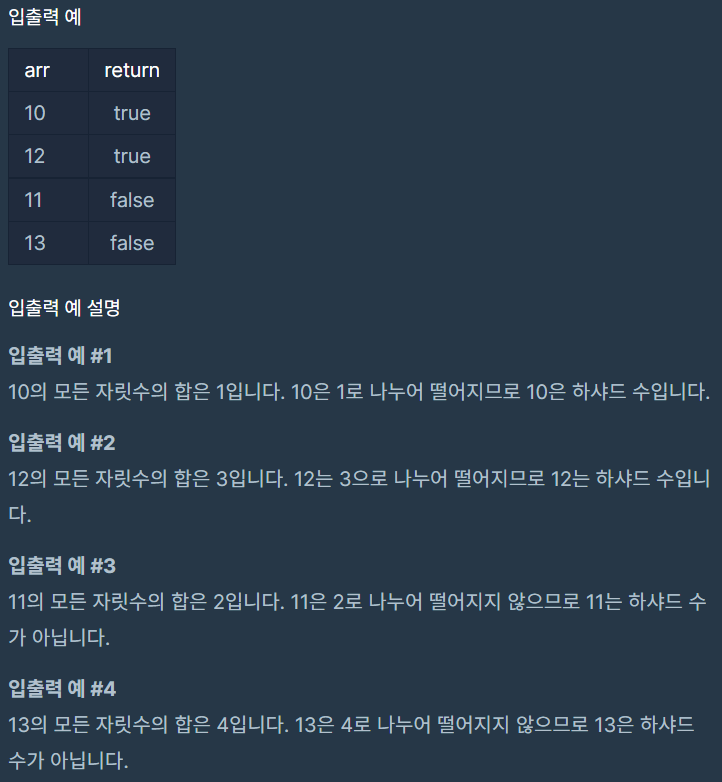 입출력 예
arr return
10 true
12 true
11 false
13 false
입출력 예 설명
입출력 예 #1
10의 모든 자릿수의 합은 1입니다. 10은 1로 나누어 떨어지므로 10은 하샤드 수입니다.
입출력 예 #2
12의 모든 자릿수의 합은 3입니다. 12는 3으로 나누어 떨어지므로 12는 하샤드 수입니
다.
입출력 예 #3
11의 모든 자릿수의 합은 2입니다. 11은 2로 나누어 떨어지지 않으므로 11는 하샤드 수
가 아닙니다.
입출력 예 #4
13의 모든 자릿수의 합은 4입니다. 13은 4로 나누어 떨어지지 않으므로 13은 하샤드
수가 아닙니다.